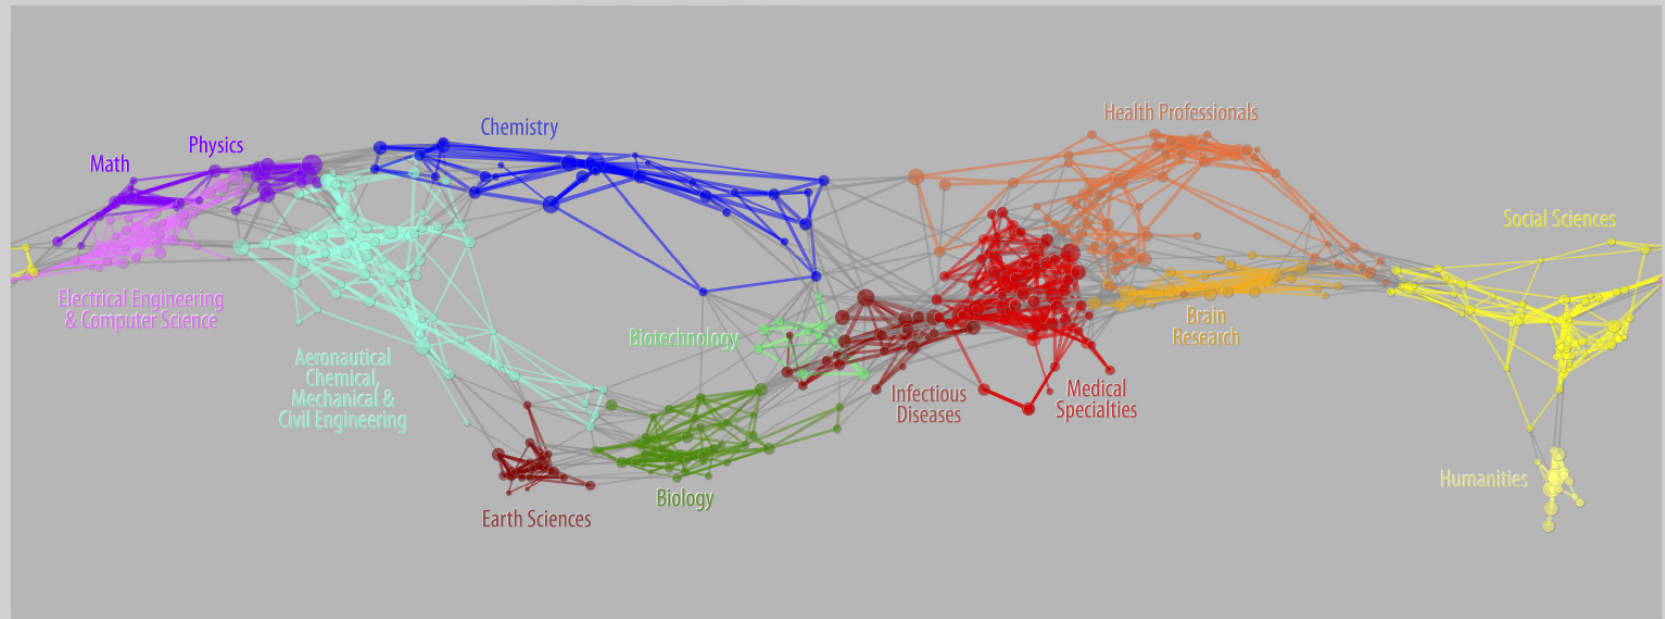 Math
Physics
Chemistry
Health Professionals
Social Sciences
Electrical Engineering
& Computer Science
Aeronautical
Chemical,
Mechanical &
Civil Engineering
Biotechnology
Brain
Research
Infectious
Diseases
Medical
Specialties
Earth Sciences
Biology
Humanities